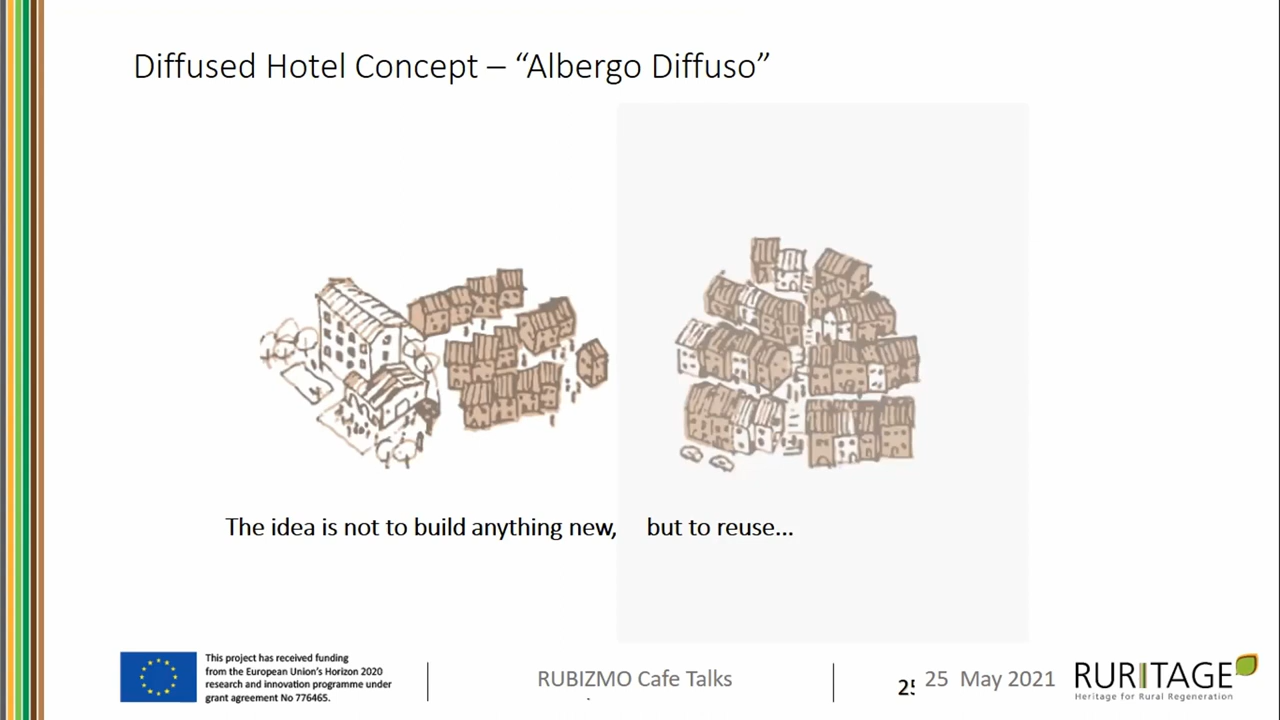 Diffused Hotel Concept – “Albergo Diffuso”
The idea is not to build anything new,
but to reuse...
This project has received funding
from the European Union’s Horizon 2020
research and innovation programme under
grant agreement No 776465.
RUBIZMO Cafe Talks
25
25 May 2021
RURITAGE
Heritage for Rural Regeneration